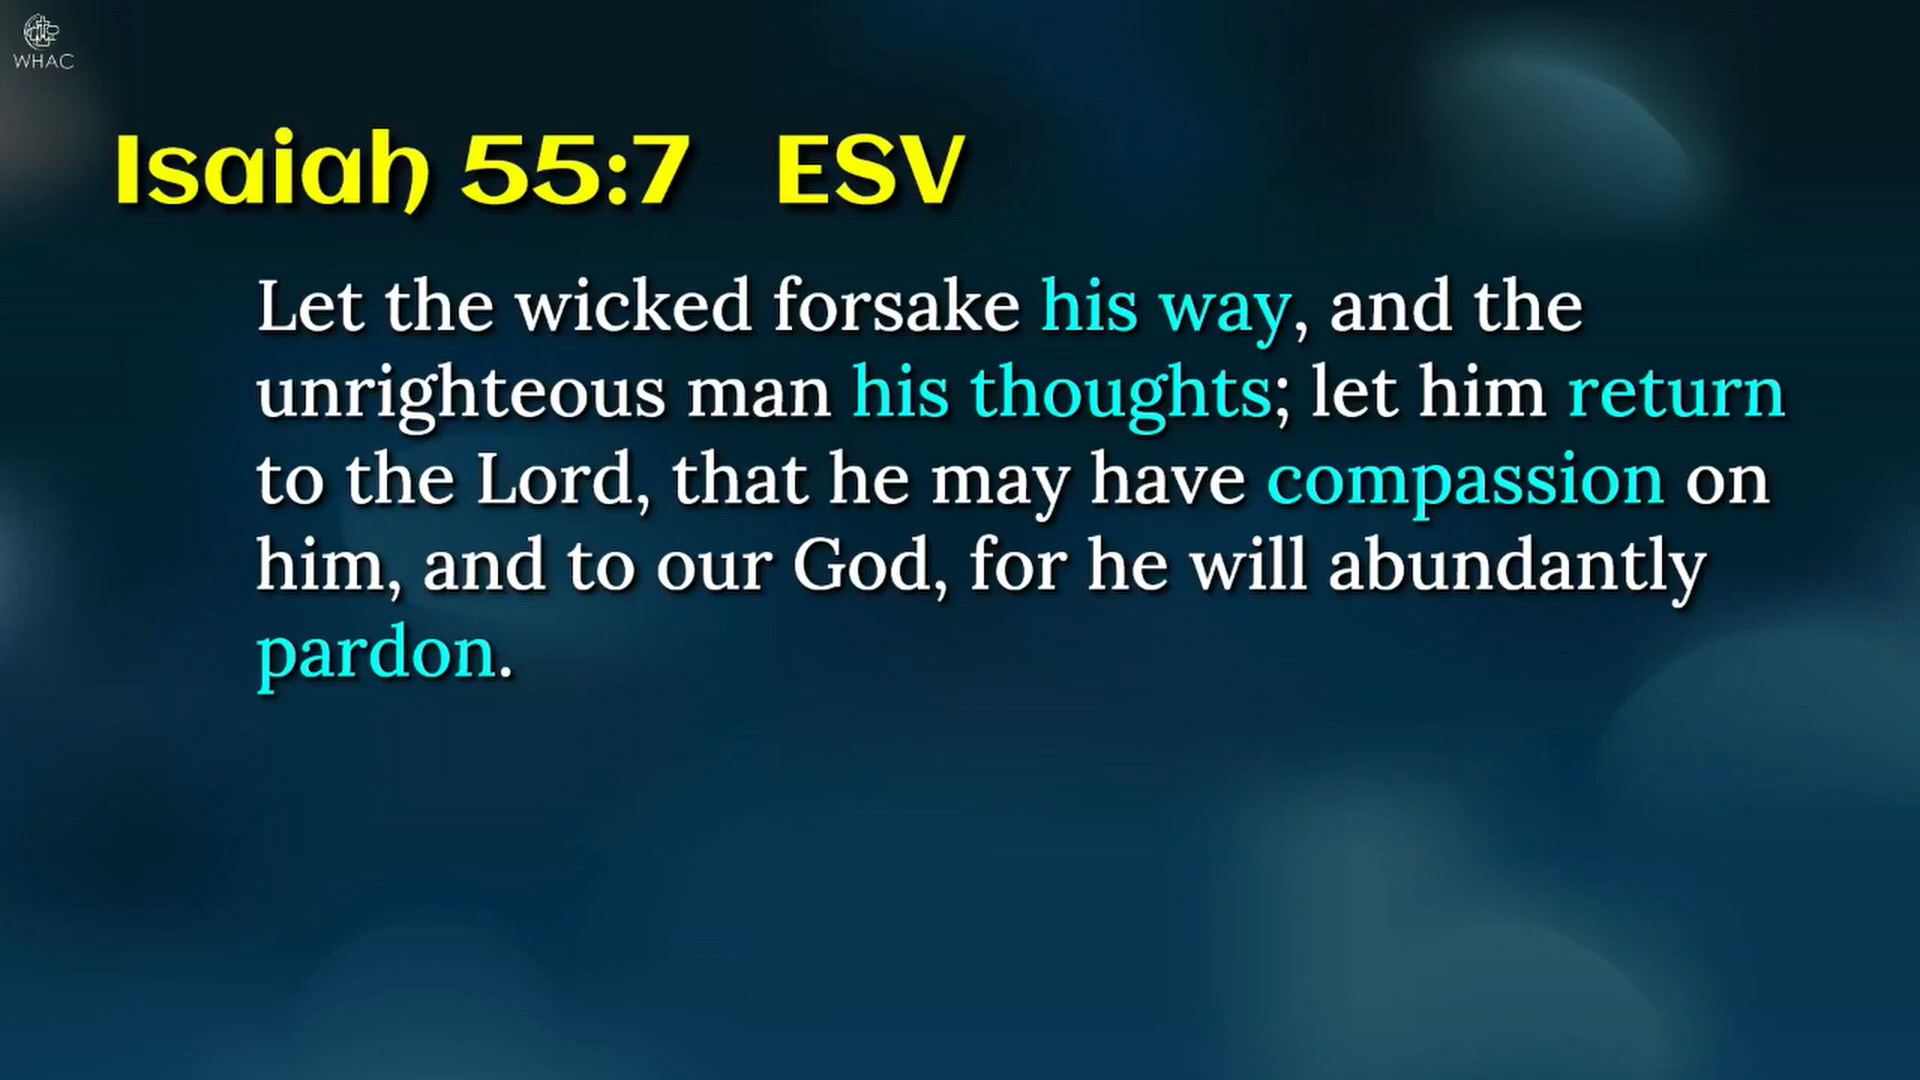 WHAC
Isaiah 55:7 ESV
Let the wicked forsake his way, and the
unrighteous man his thoughts; let him return
to the Lord, that he may have compassion on
him, and to our God, for he will abundantly
pardon.